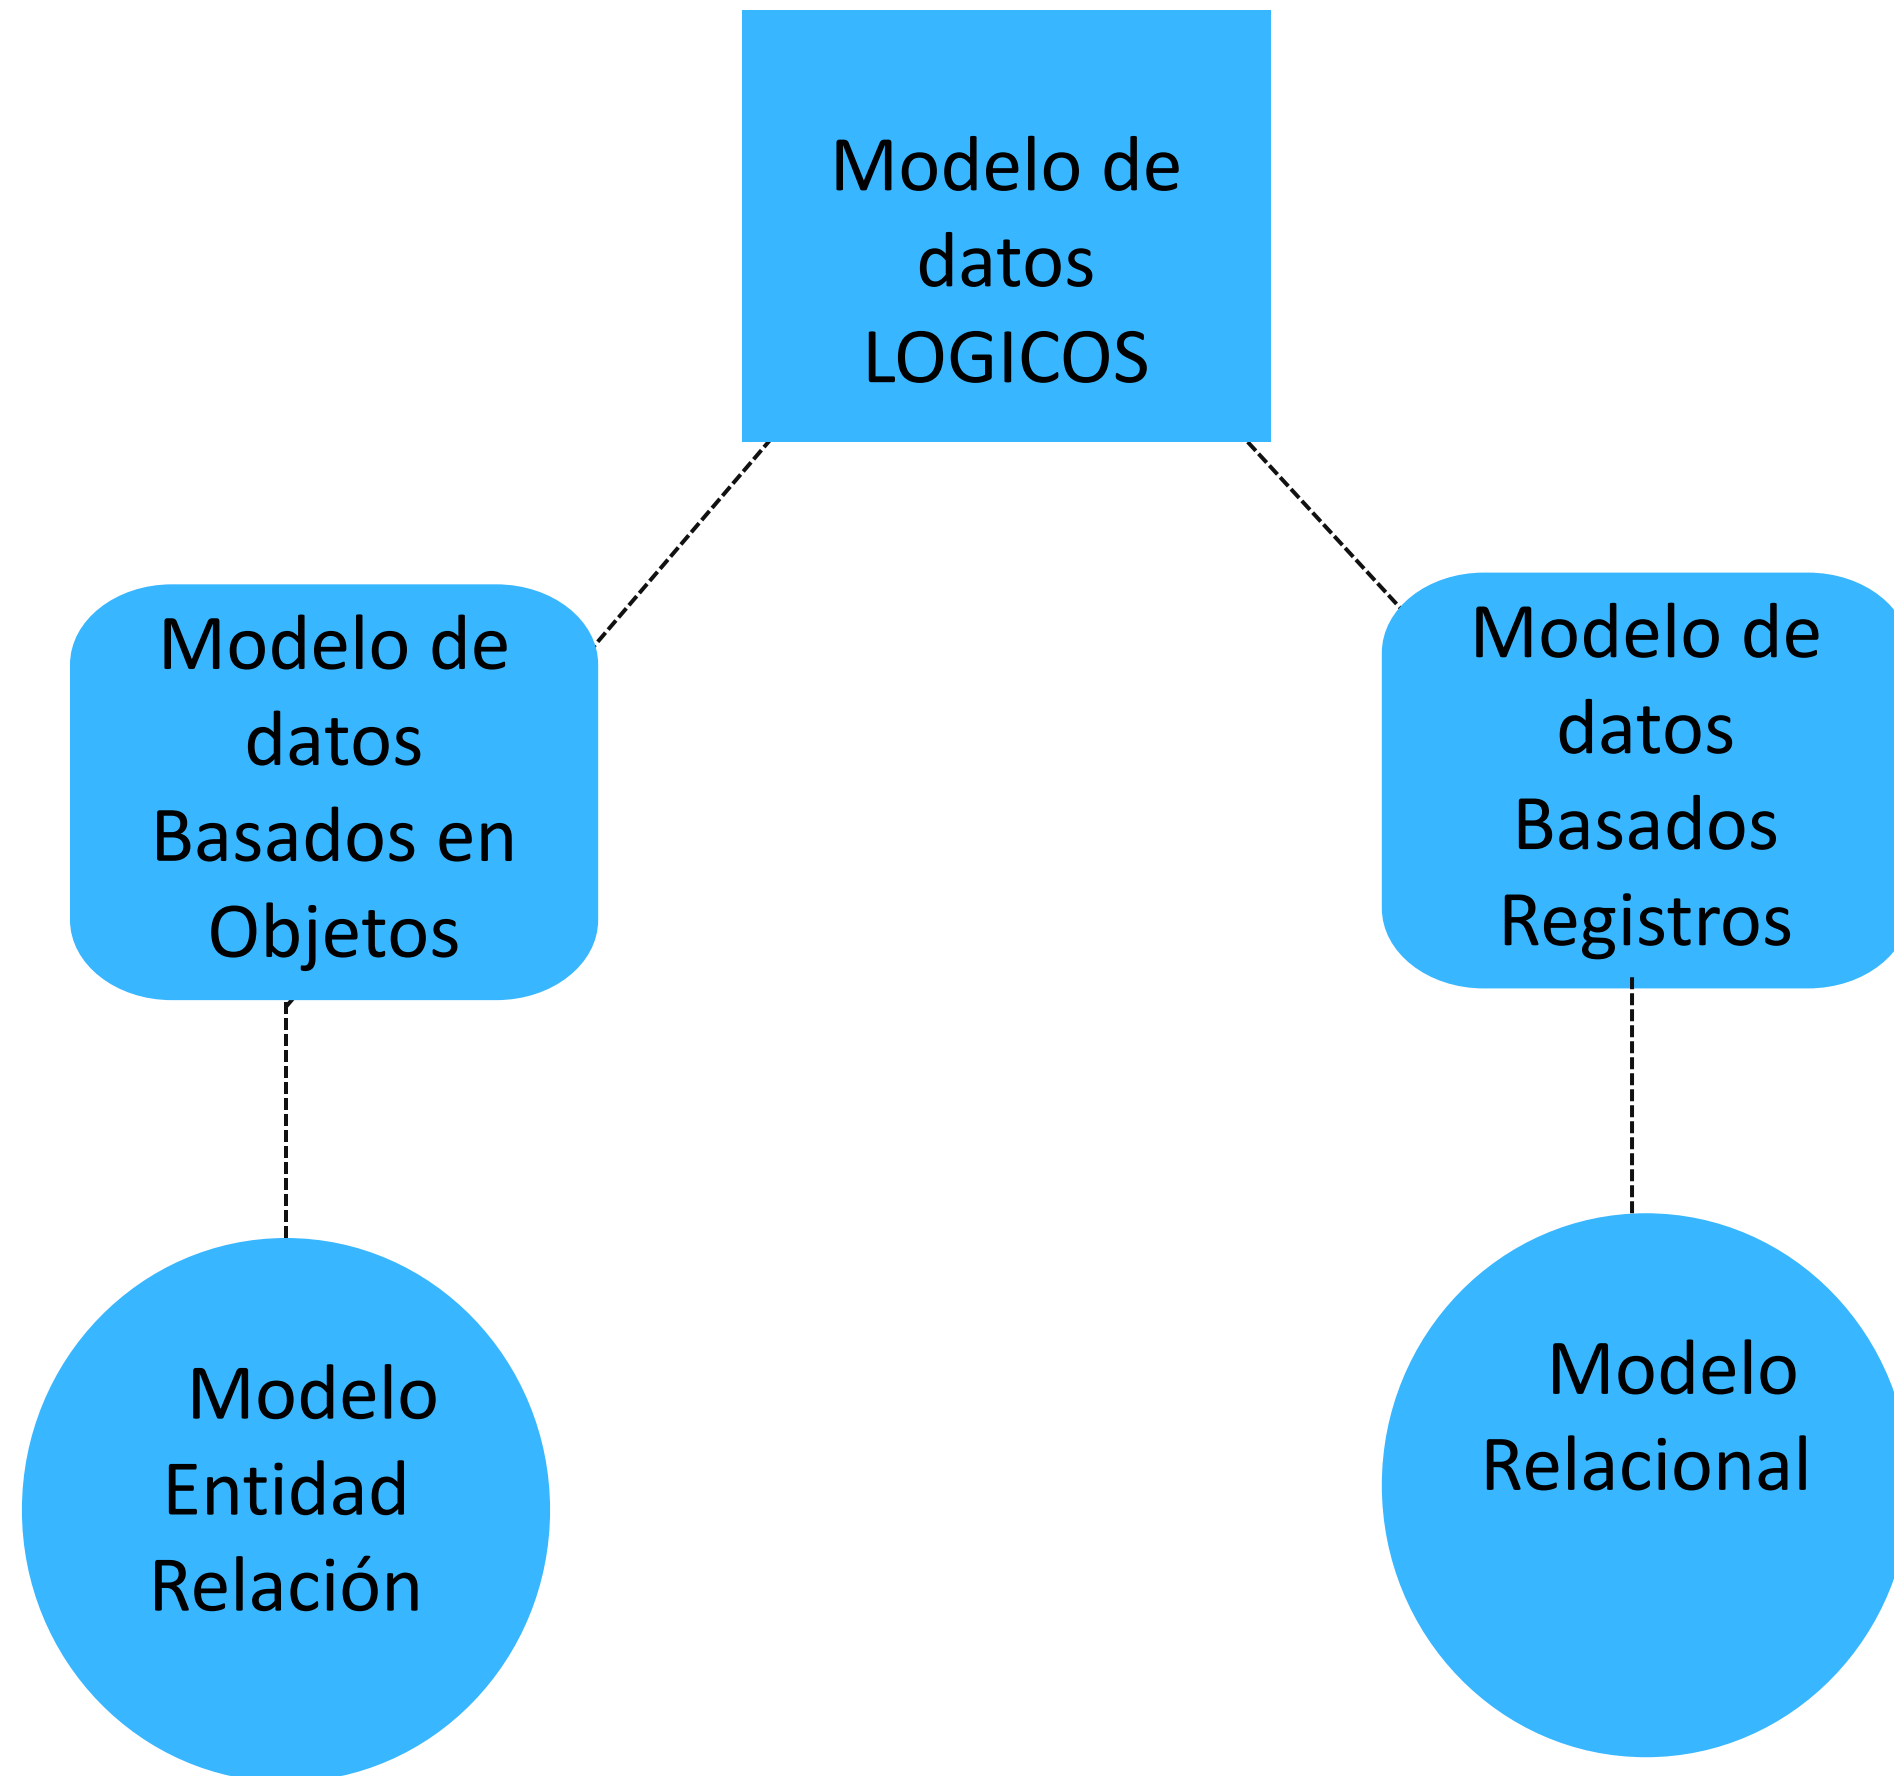 Modelo de
datos
LOGICOS
Modelo de
datos
Basados en
Objetos
Modelo de
datos
Basados
Registros
Modelo
Entidad
Relación
Modelo
Relacional